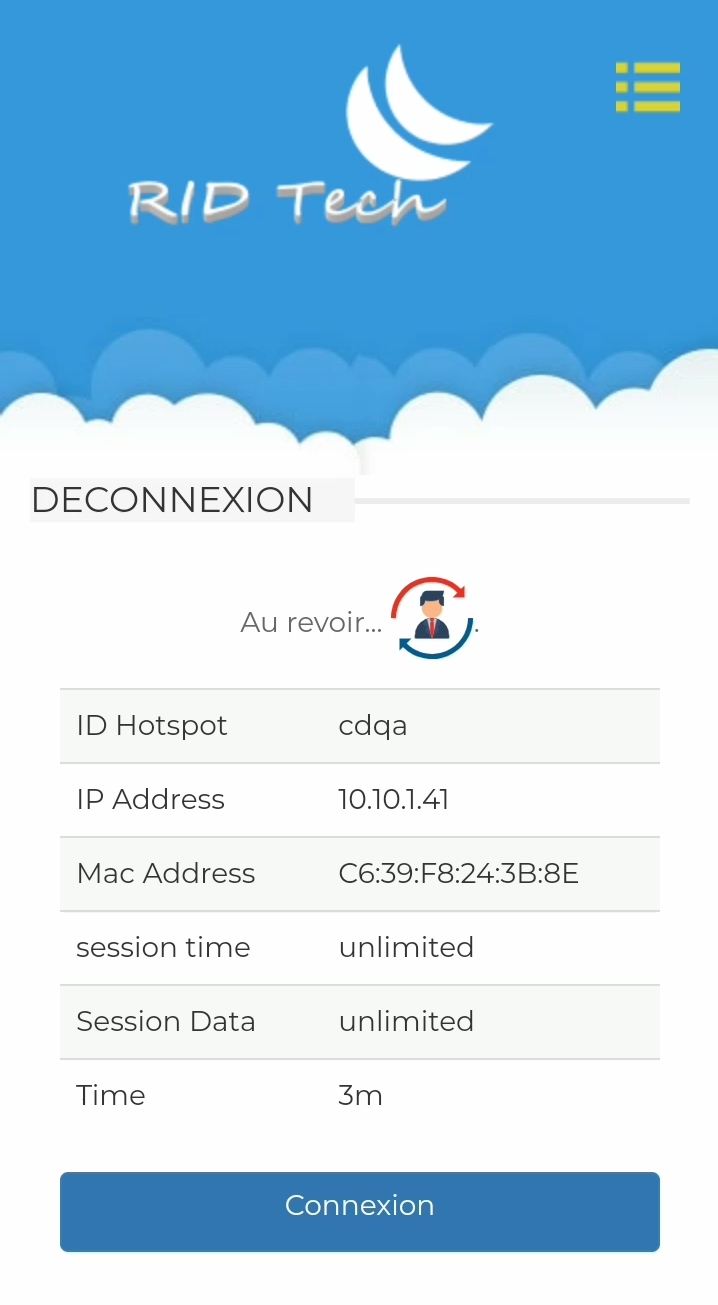 RID Tech
DECONNEXION
Au revoir... .
ID Hotspot cdqa
IP Address 10.10.1.41
Mac Address C6:39:F8:24:3B:8E
session time unlimited
Session Data unlimited
Time 3m
Connexion